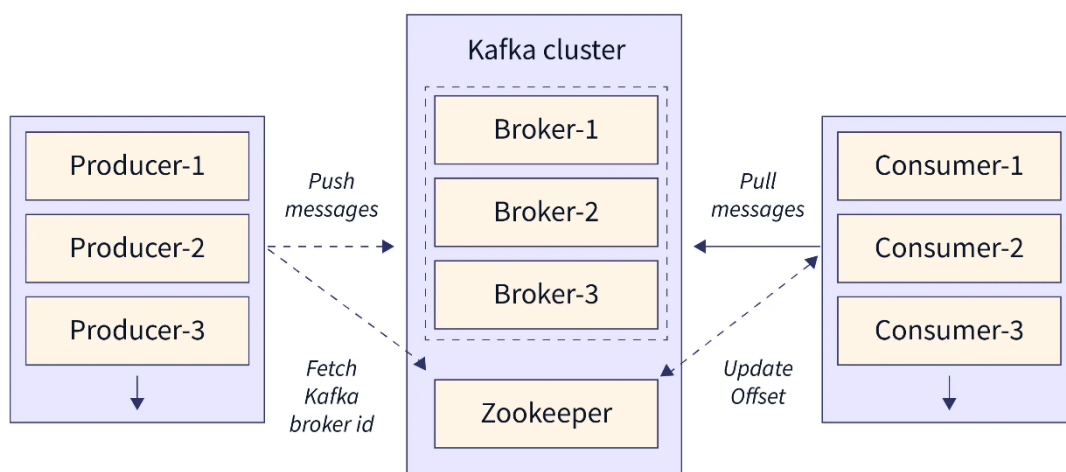 Kafka cluster
Producer-1
Producer-2
Producer-3
Push
messages
Fetch
Kafka
broker id
Broker-1
Broker-2
Broker-3
Zookeeper
Pull
messages
Update
Offset
Consumer-1
Consumer-2
Consumer-3